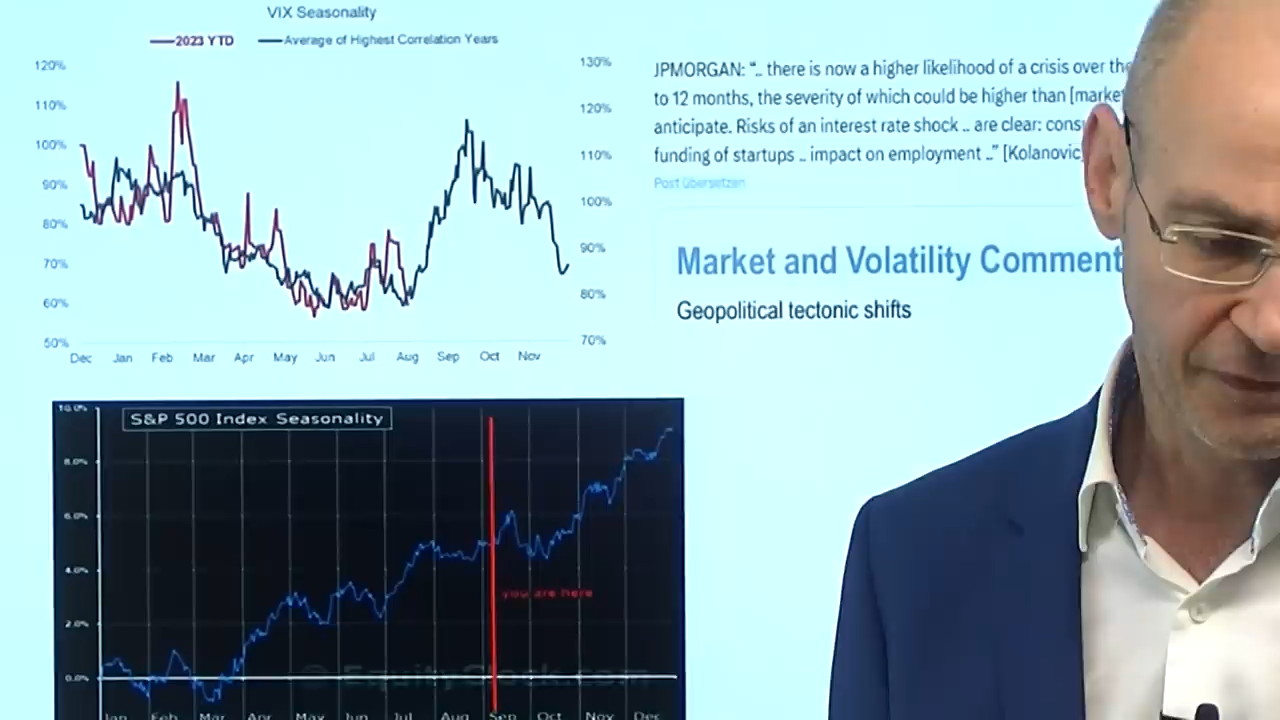 VIX Seasonality
2023 YTD Average of Highest Correlation Years
120%
110%
100%
90%
80%
70%
60%
50%
130%
120%
110%
100%
90%
80%
70%
Dec Jan Feb Mar Apr May Jun Jul Aug Sep Oct Nov
JPMORGAN: “.. there is now a higher likelihood of a crisis over the
to 12 months, the severity of which could be higher than [market
anticipate. Risks of an interest rate shock .. are clear:
funding of startups .. impact on employment ..” [Kolanovic,
Post übersetzen
Market and Volatility Comment
Geopolitical tectonic shifts
S&P 500 Index Seasonality
10.0%
8.0%
6.0%
4.0%
2.0%
0.0%
you are here
© EquityClock.com
Jan Feb Mar Apr May Jun Jul Aug Sep Oct Nov Dec